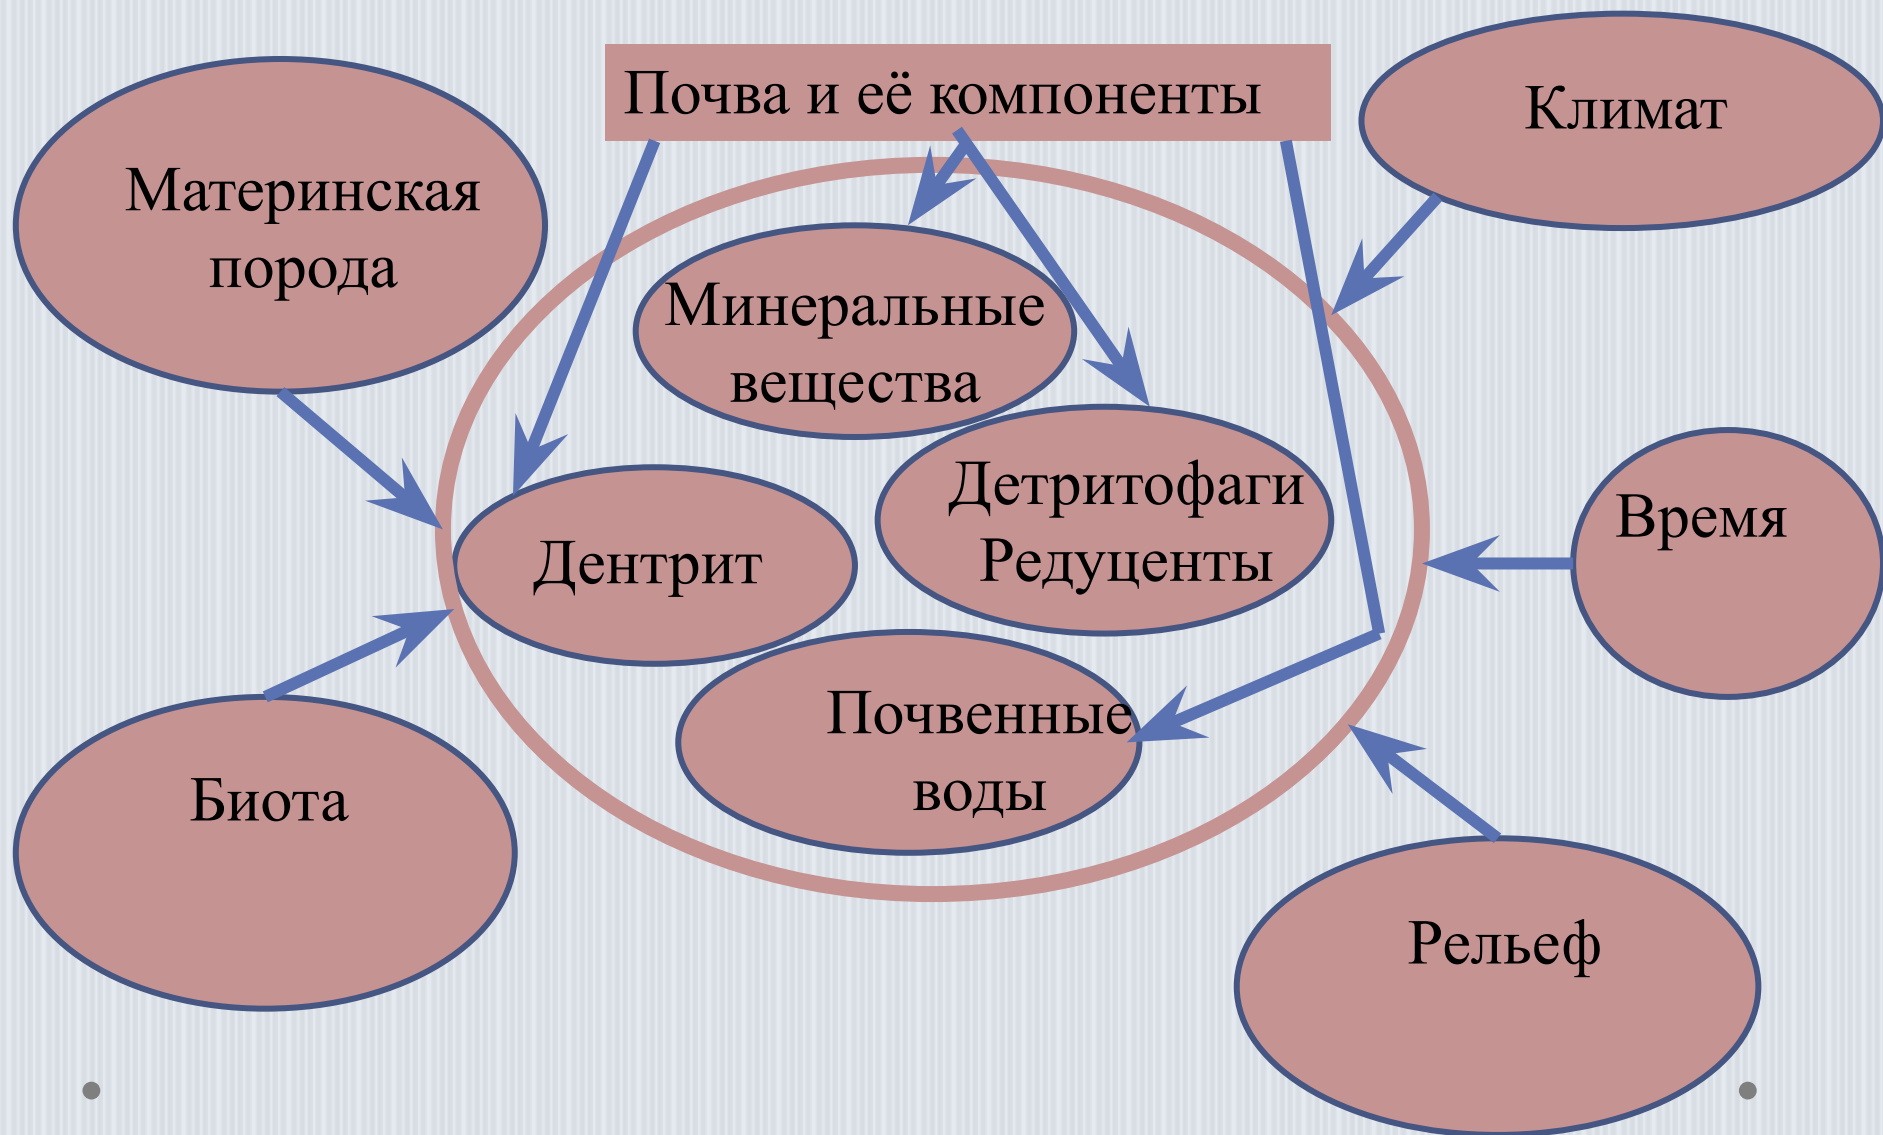 Почва и её компоненты
Климат
Материнская
порода
Минеральные
вещества
Детритофаги
Редуценты
Время
Дентрит
Почвенные
воды
Биота
Рельеф